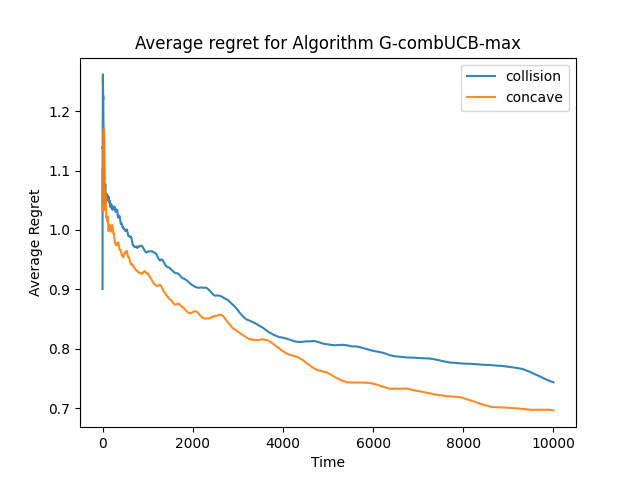 Average regret for Algorithm G-combUCB-max
collision
concave
1.2
1.1
1.0
0.9
0.8
0.7
Average Regret
0
2000
4000
6000
8000
10000
Time